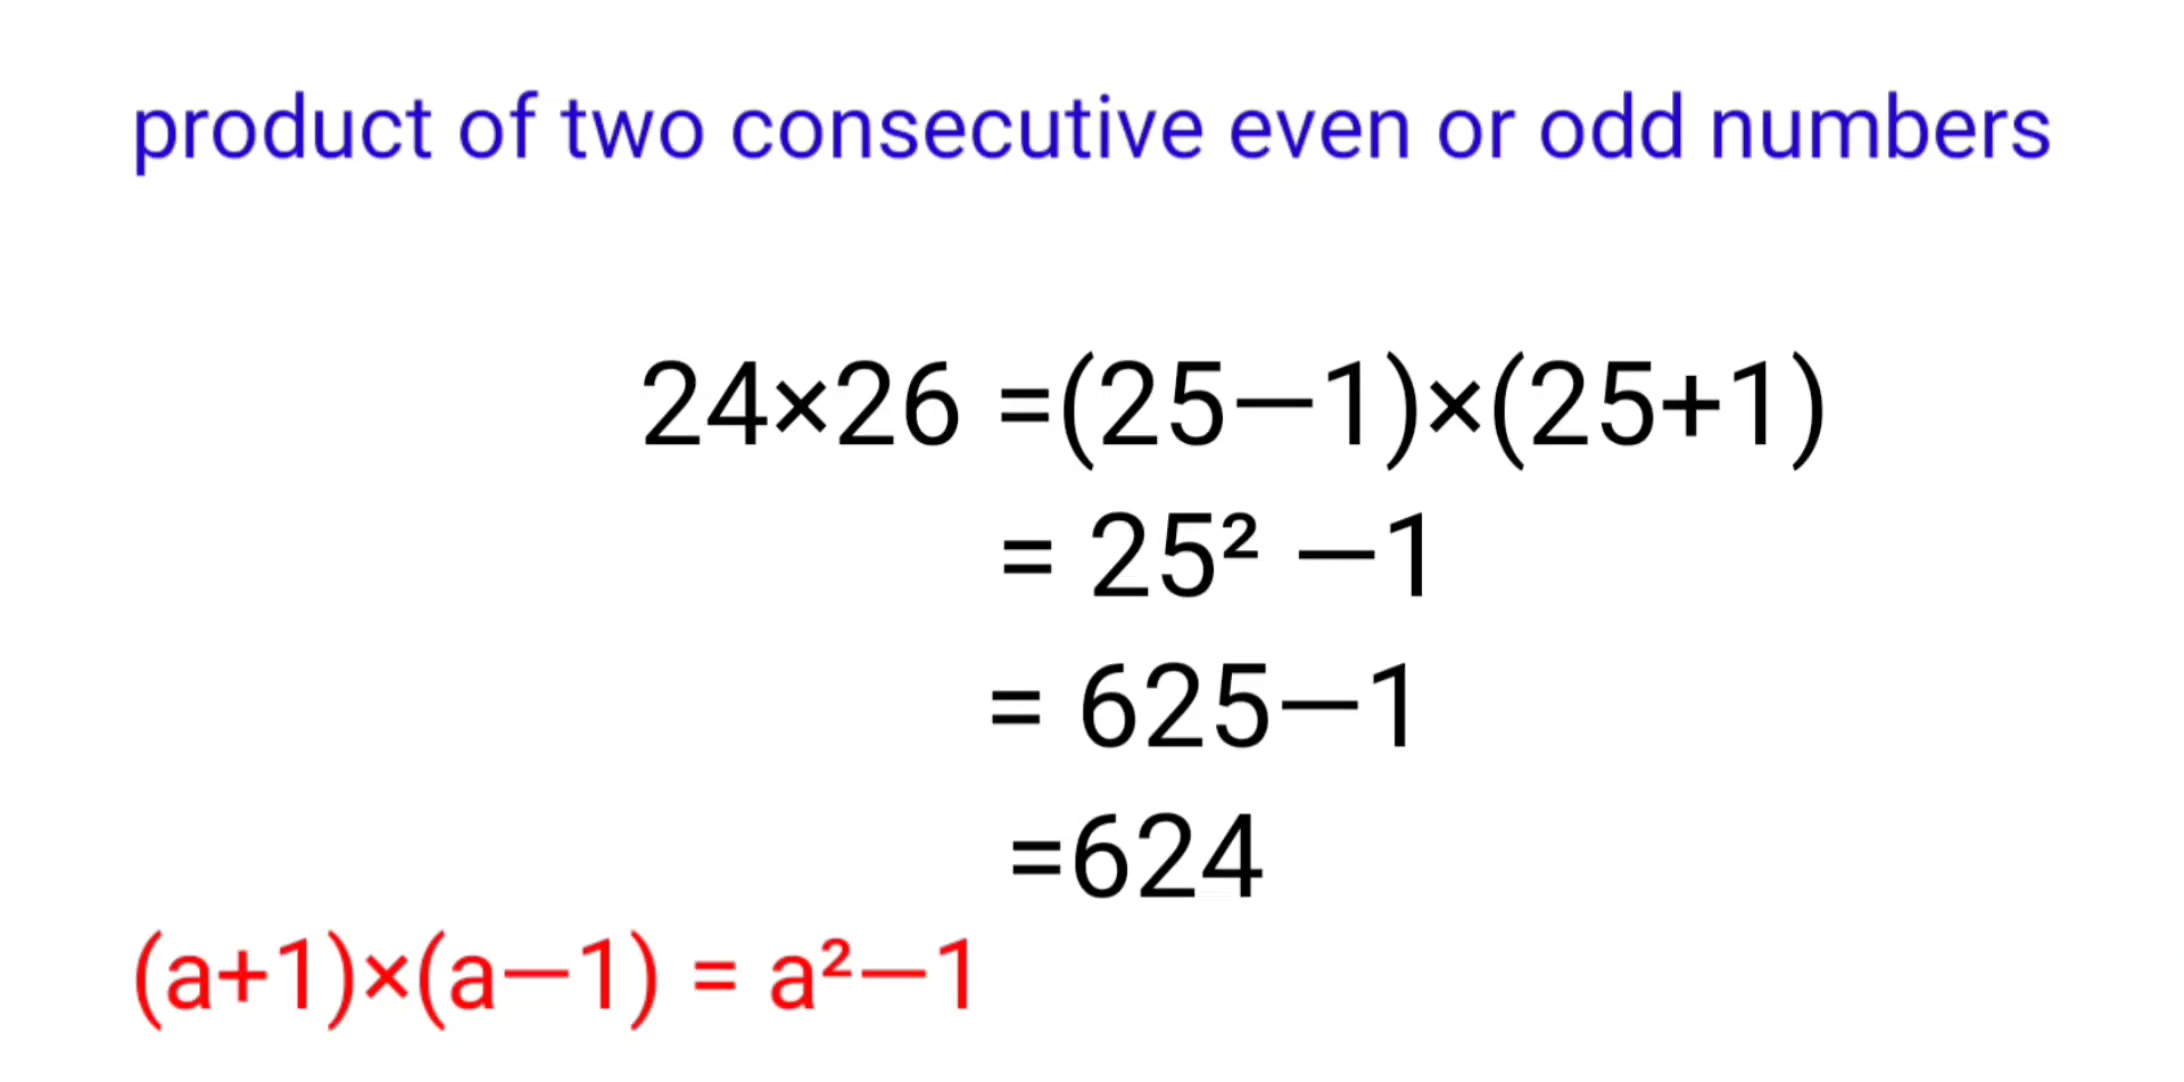 product of two consecutive even or odd numbers
24×26 =(25—1)×(25+1)
= 25² —1
= 625—1
=624
(a+1)×(a—1) = a²—1